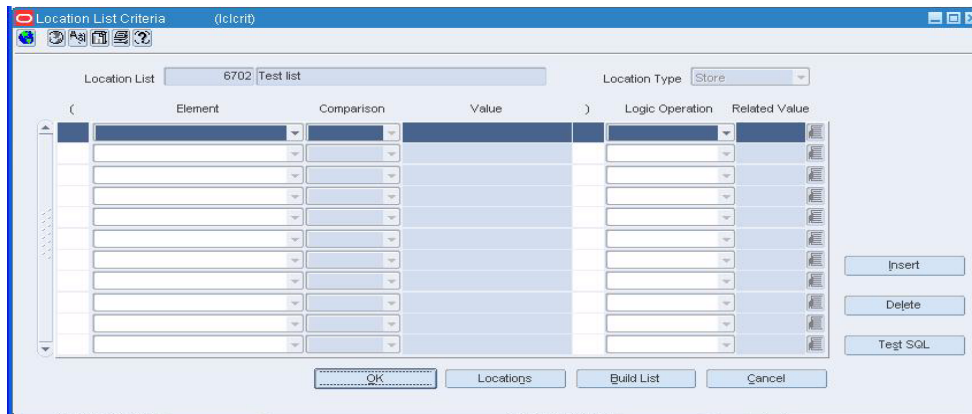 Location List Criteria (lclcrit)
Location List 6702 Test list Location Type Store
( Element Comparison Value ) Logic Operation Related Value
Insert
Delete
Test SQL
OK Locations Build List Cancel